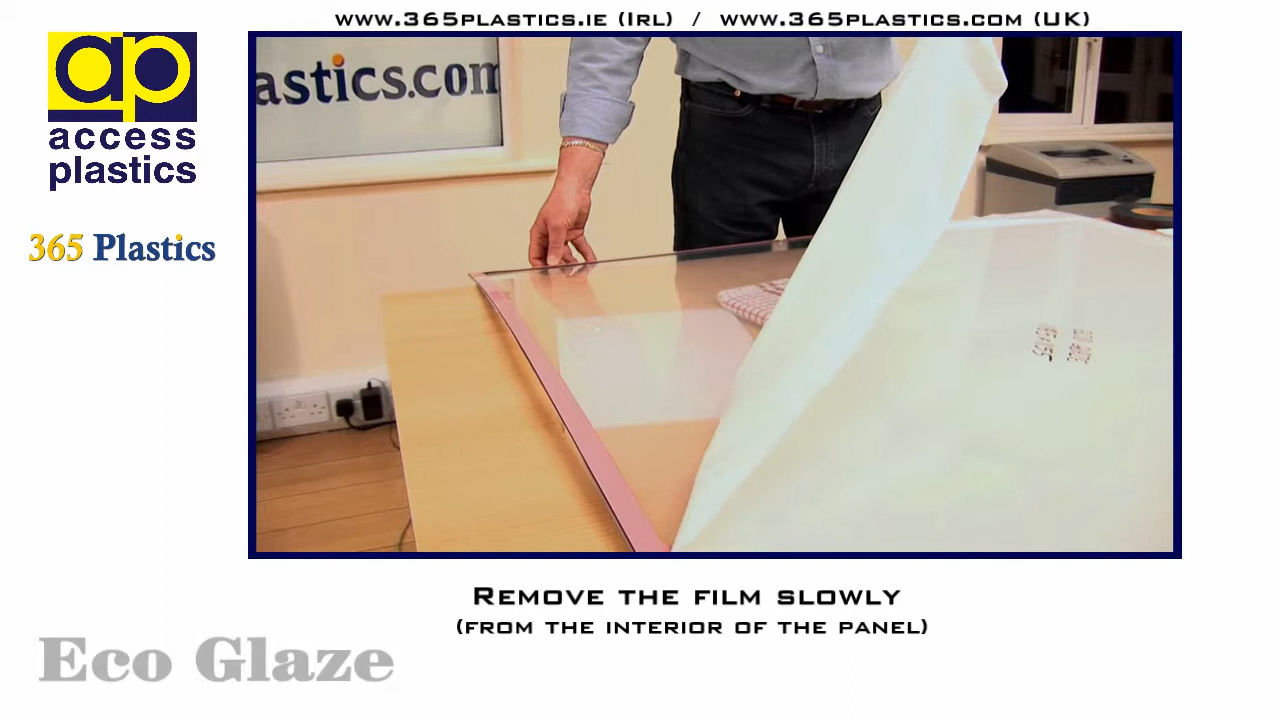 www.365plastics.ie (Irl) / www.365plastics.com (UK)
ap
access
plastics
365 Plastics
astics.com
Remove the film slowly
(from the interior of the panel)
Eco Glaze